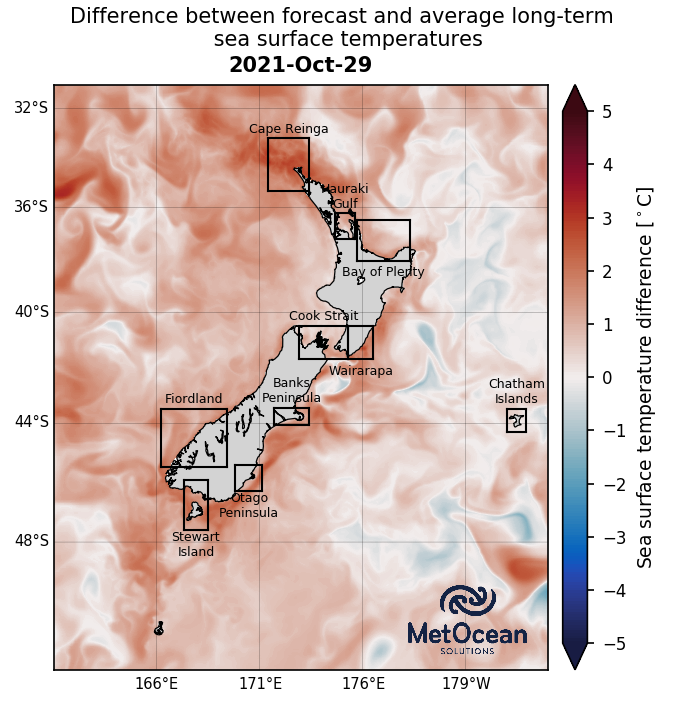 Difference between forecast and average long-term
sea surface temperatures
2021-Oct-29
32°S
36°S
40°S
44°S
48°S
166°E
171°E
176°E
179°W
Cape Reinga
Hauraki
Gulf
Bay of Plenty
Cook Strait
Wairarapa
Banks
Peninsula
Fiordland
Chatham
Islands
Otago
Peninsula
Stewart
Island
MetOcean
SOLUTIONS
5
4
3
2
1
0
−1
−2
−3
−4
−5
Sea surface temperature difference [°C]